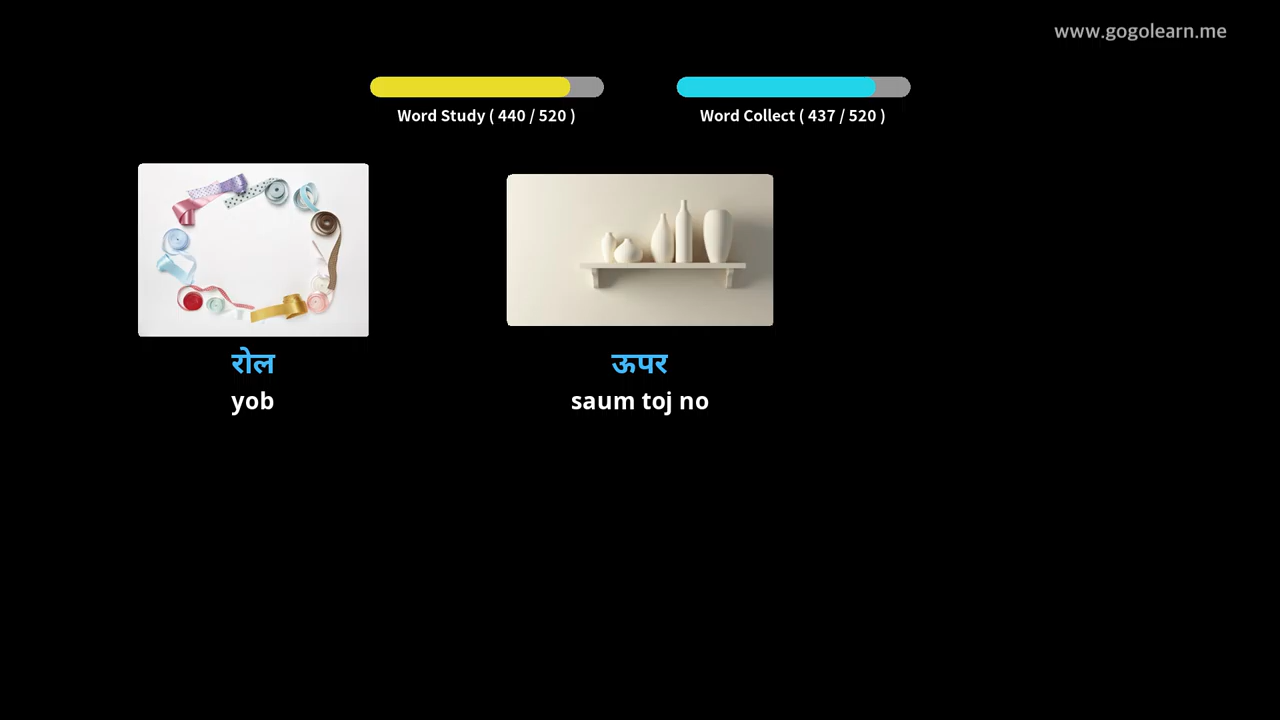 www.gogolearn.me
Word Study ( 440 / 520 )
Word Collect ( 437 / 520 )
रोल
yob
ऊपर
saum toj no